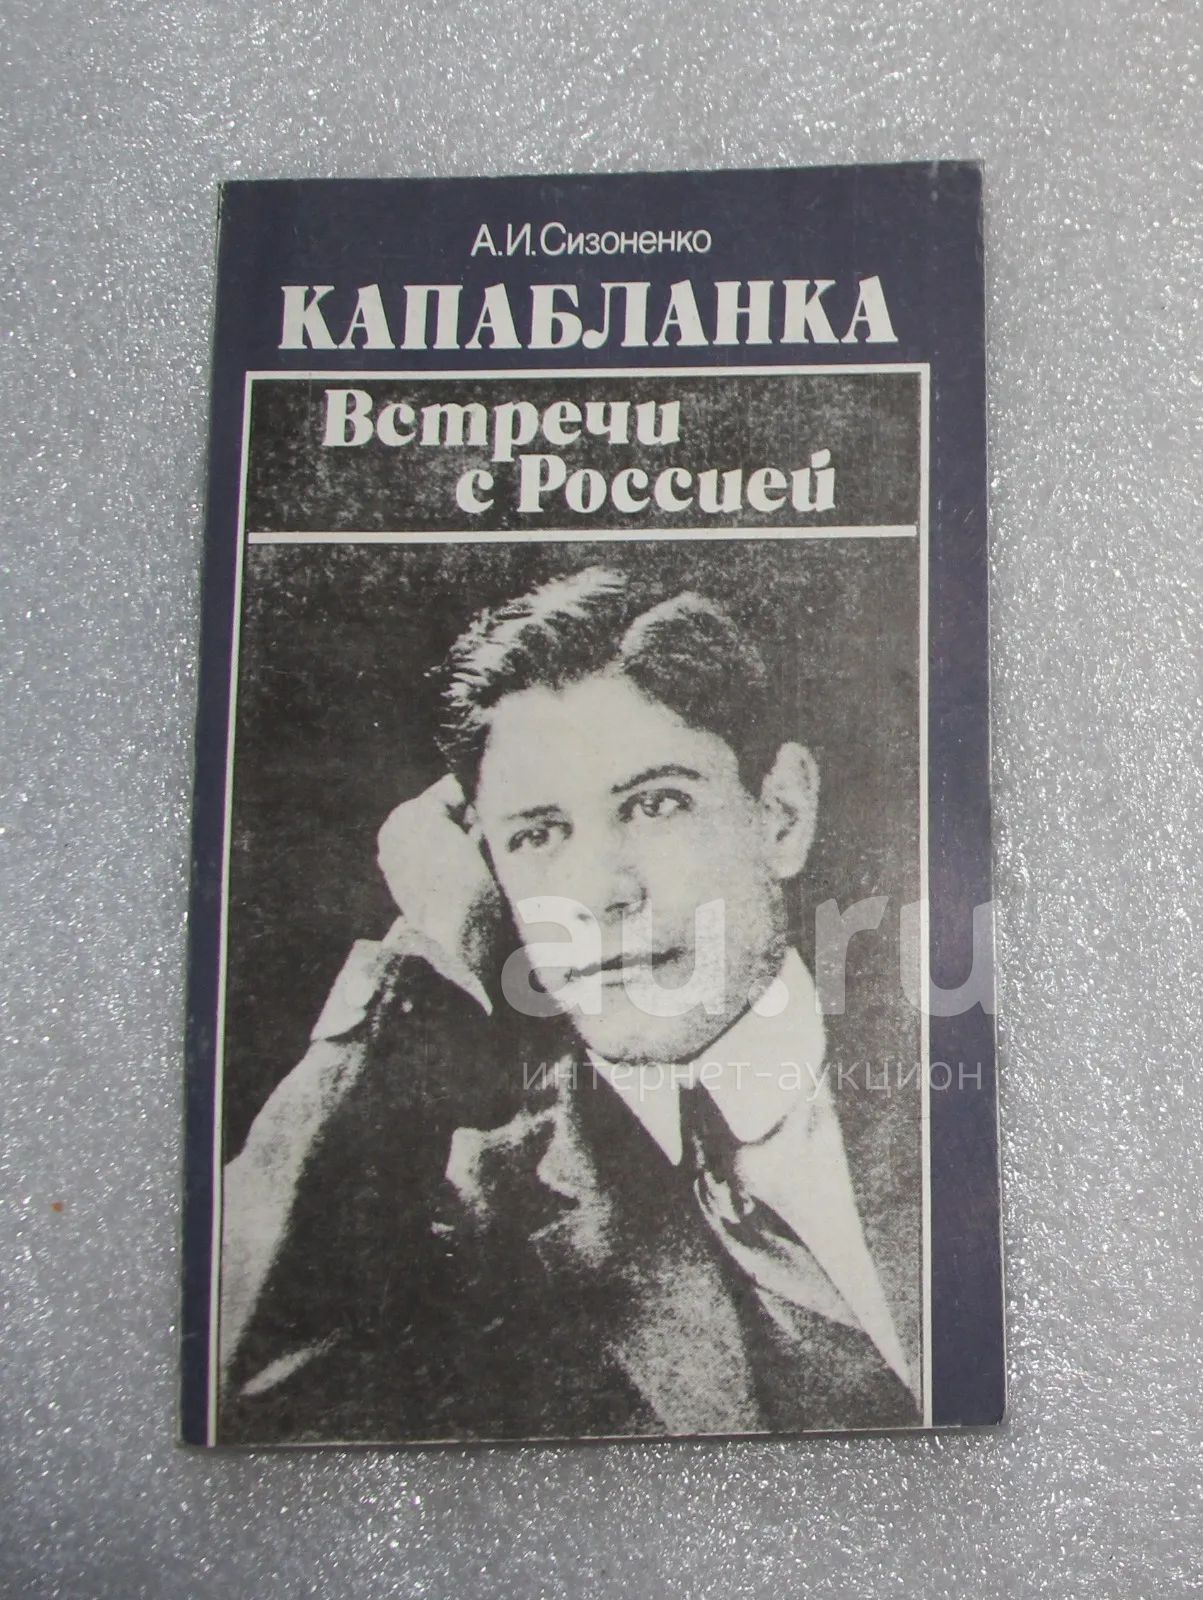 А.И.Сизоненко
КАПАБЛАНКА
Встречи
с Россией
au.ru
интернет-аукцион